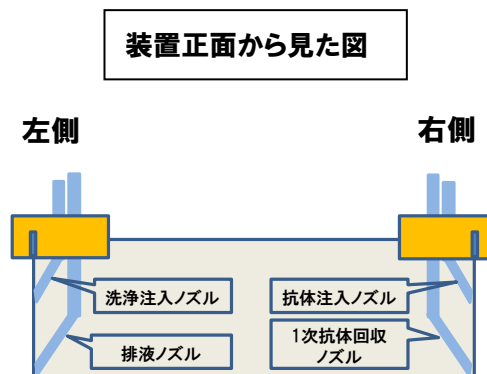 装置正面から見た図
左側
右側
洗浄注入ノズル
抗体注入ノズル
排液ノズル
1次抗体回収
ノズル